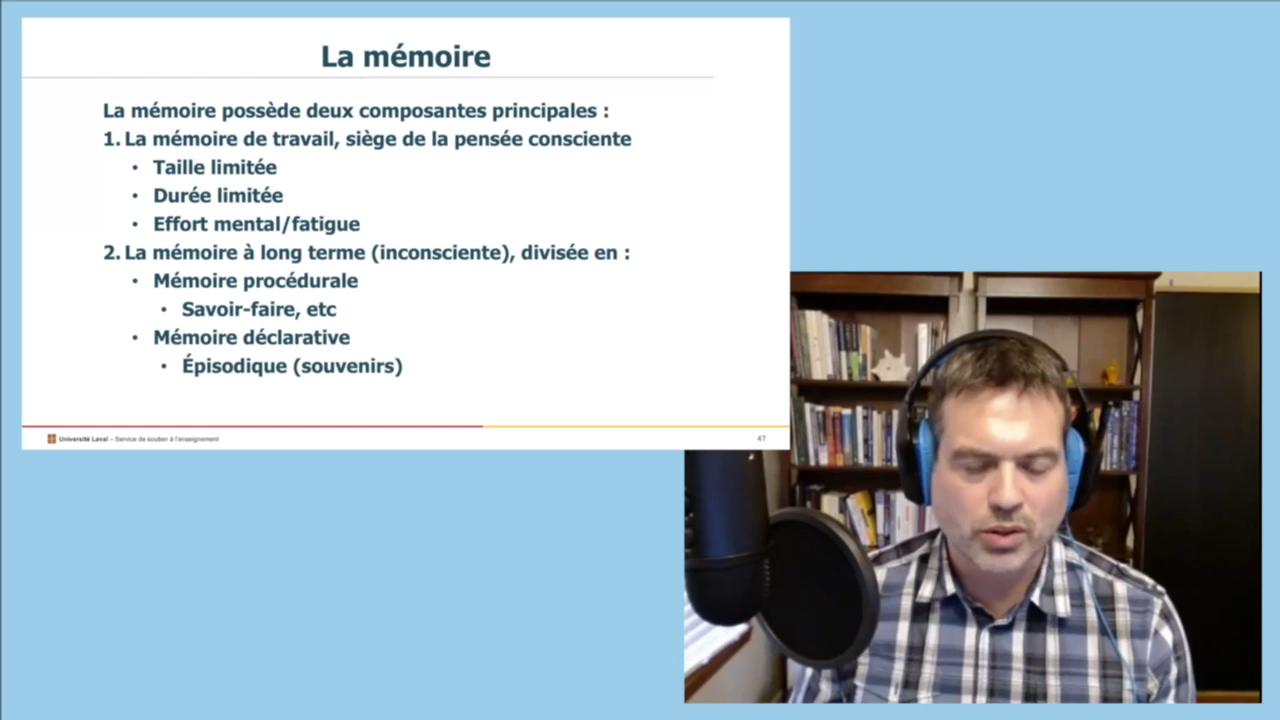 La mémoire
La mémoire possède deux composantes principales :
1. La mémoire de travail, siège de la pensée consciente
• Taille limitée
• Durée limitée
• Effort mental/fatigue
2. La mémoire à long terme (inconsciente), divisée en :
• Mémoire procédurale
• Savoir-faire, etc
• Mémoire déclarative
• Épisodique (souvenirs)
Université Laval – Service de soutien à l'enseignement
47